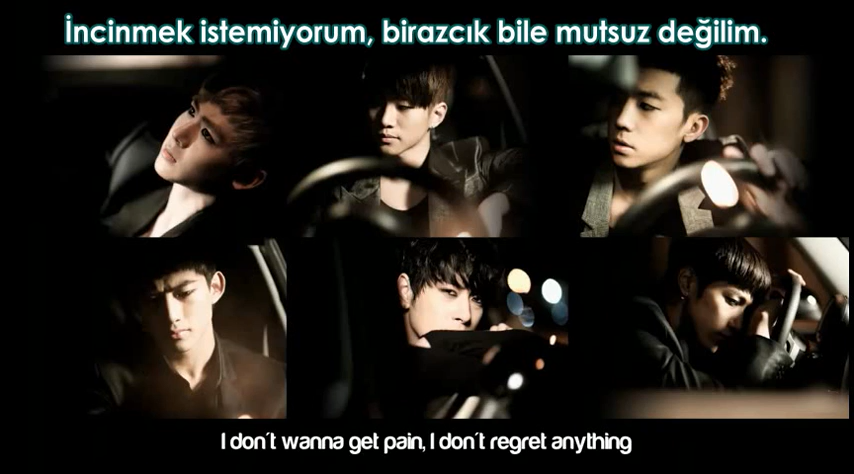 İncinmek istemiyorum, birazcık bile mutsuz değilim.
I don't wanna get pain, I don't regret anything